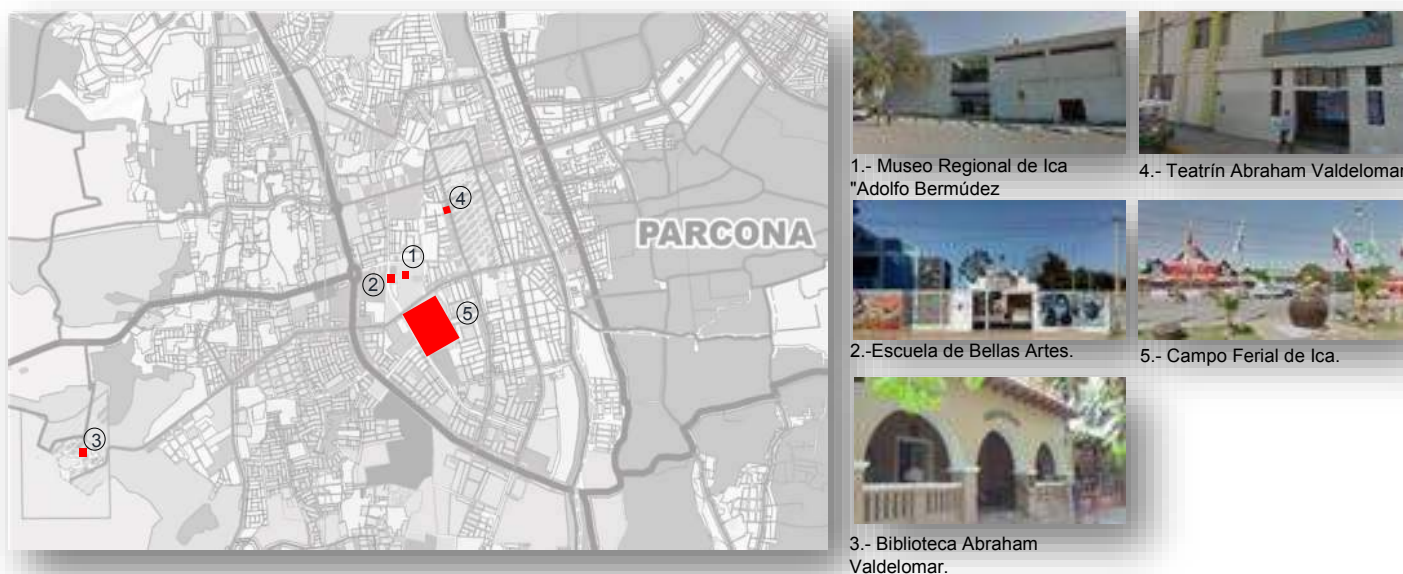 4
PARCONA
1
2
5
3
1.- Museo Regional de Ica
"Adolfo Bermúdez
4.- Teatrín Abraham Valdelomar
2.-Escuela de Bellas Artes.
5.- Campo Ferial de Ica.
3.- Biblioteca Abraham
Valdelomar.